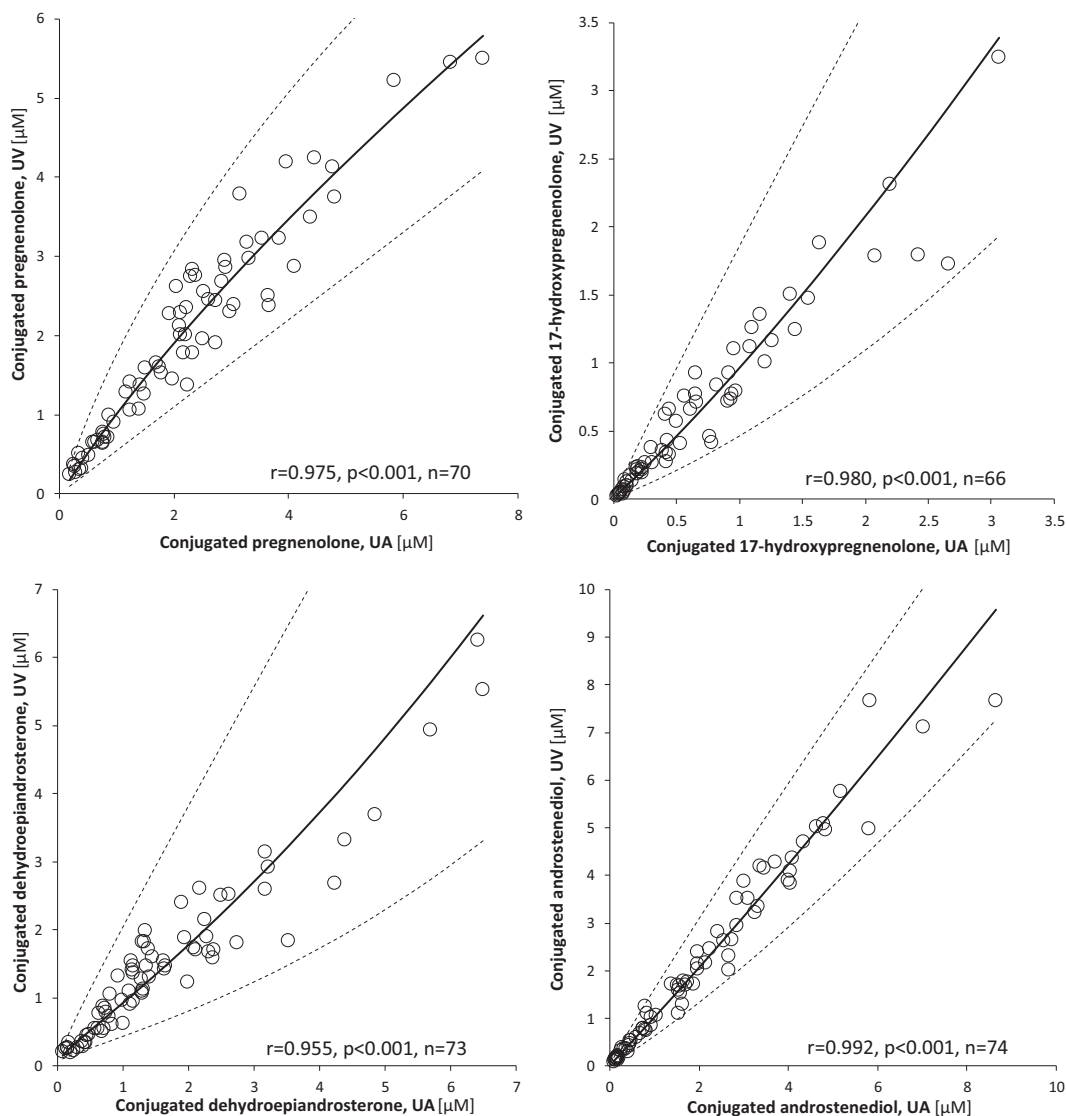 Conjugated pregnenolone, UV [µM]
6
5
4
3
2
1
0
0 2 4 6 8
r=0.975, p<0.001, n=70
Conjugated pregnenolone, UA [µM]
Conjugated 17-hydroxypregnenolone, UV [µM]
3.5
3
2.5
2
1.5
1
0.5
0
0 0.5 1 1.5 2 2.5 3 3.5
r=0.980, p<0.001, n=66
Conjugated 17-hydroxypregnenolone, UA [µM]
Conjugated dehydroepiandrosterone, UV [µM]
7
6
5
4
3
2
1
0
0 1 2 3 4 5 6 7
r=0.955, p<0.001, n=73
Conjugated dehydroepiandrosterone, UA [µM]
Conjugated androstenediol, UV [µM]
10
9
8
7
6
5
4
3
2
1
0
0 2 4 6 8 10
r=0.992, p<0.001, n=74
Conjugated androstenediol, UA [µM]